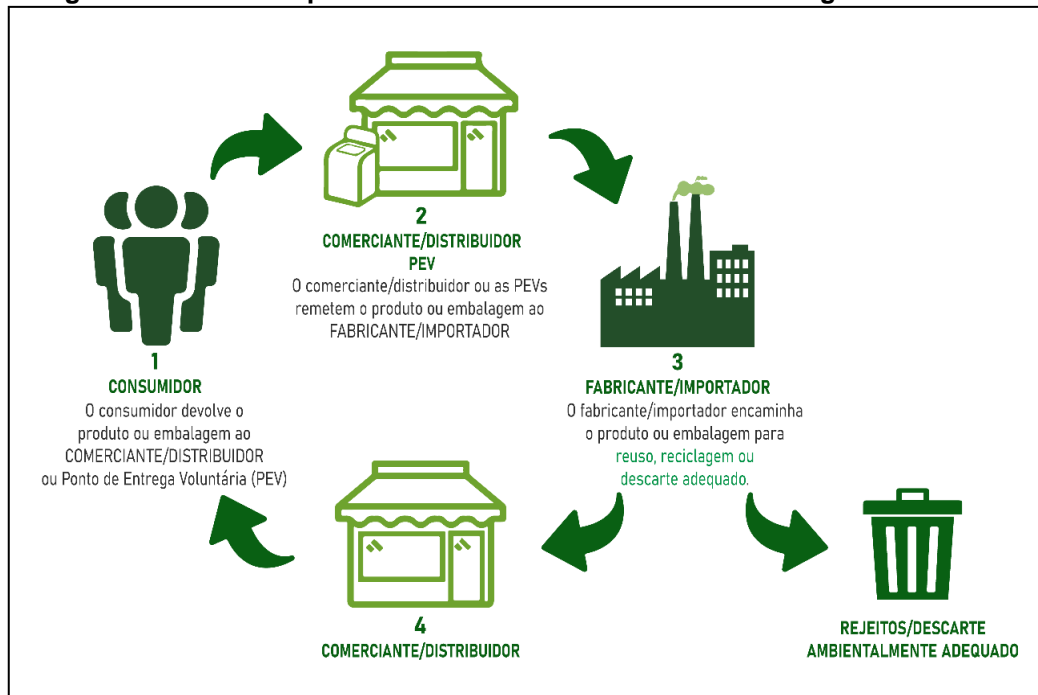 2
COMERCIANTE/DISTRIBUIDOR
PEV
O comerciante/distribuidor ou as PEVs
remetem o produto ou embalagem ao
FABRICANTE/IMPORTADOR
1
CONSUMIDOR
O consumidor devolve o
produto ou embalagem ao
COMERCIANTE/DISTRIBUIDOR
ou Ponto de Entrega Voluntária (PEV)
3
FABRICANTE/IMPORTADOR
O fabricante/importador encaminha
o produto ou embalagem para
reuso, reciclagem ou
descarte adequado.
4
COMERCIANTE/DISTRIBUIDOR
REJEITOS/DESCARTE
AMBIENTALMENTE ADEQUADO